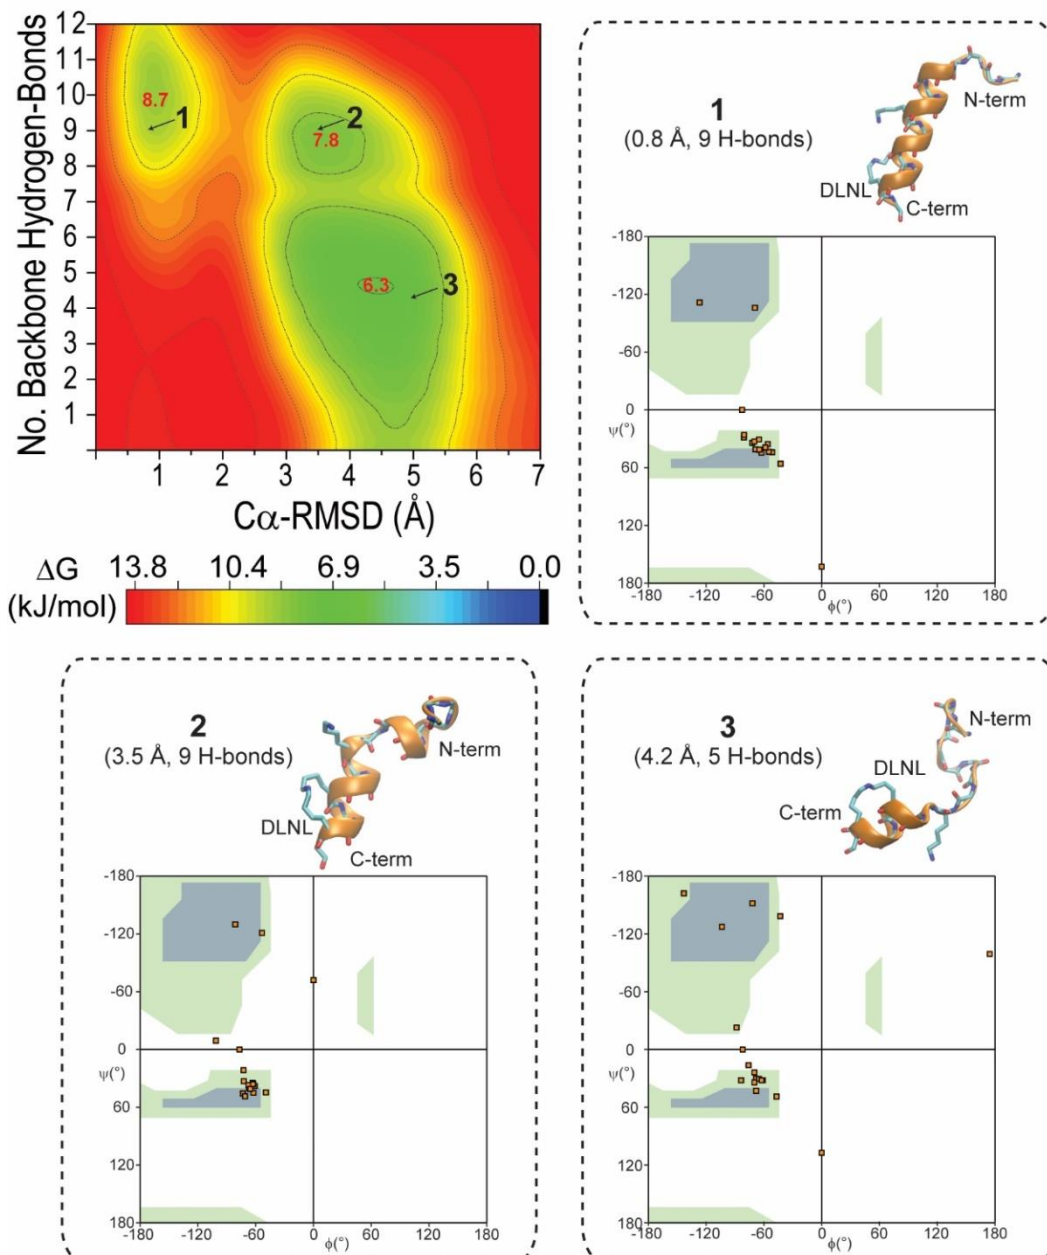 No. Backbone Hydrogen-Bonds
12
11
10
9
8
7
6
5
4
3
2
1
8.7
1
2
7.8
6.3
3
0 1 2 3 4 5 6 7
Cα-RMSD (Å)
ΔG
(kJ/mol)
13.8 10.4 6.9 3.5 0.0
1
(0.8 Å, 9 H-bonds)
N-term
DLNL
C-term
-180
-120
-60
0
ψ(°)
60
120
180
-180 -120 -60 0 60 120 180
ϕ(°)
2
(3.5 Å, 9 H-bonds)
N-term
DLNL
C-term
-180
-120
-60
0
ψ(°)
60
120
180
-180 -120 -60 0 60 120 180
ϕ(°)
3
(4.2 Å, 5 H-bonds)
N-term
DLNL
C-term
-180
-120
-60
0
ψ(°)
60
120
180
-180 -120 -60 0 60 120 180
ϕ(°)